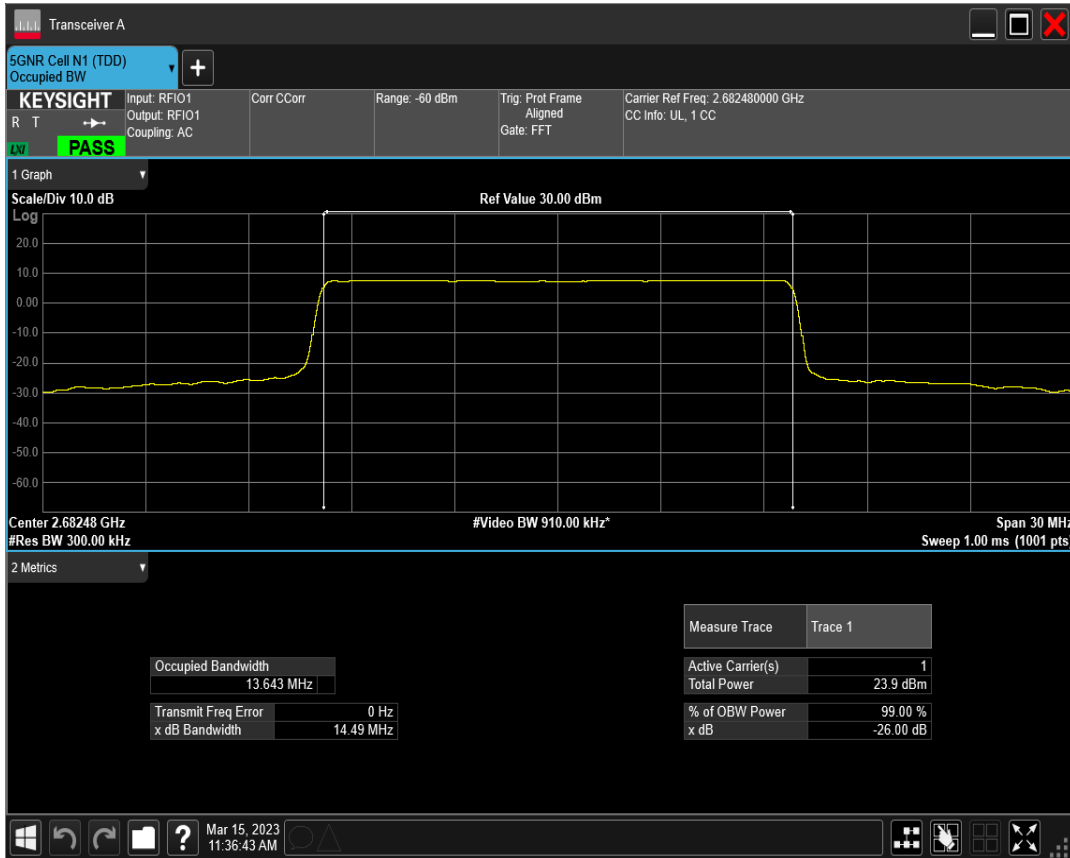 Transceiver A
5GNR Cell N1 (TDD)
Occupied BW
+
KEYSIGHT
R T
LXI
PASS
Input: RFIO1
Output: RFIO1
Coupling: AC
Corr CCorr
Range: -60 dBm
Trig: Prot Frame
Aligned
Gate: FFT
Carrier Ref Freq: 2.682480000 GHz
CC Info: UL, 1 CC
1 Graph
Scale/Div 10.0 dB
Ref Value 30.00 dBm
Log
20.0
10.0
0.00
-10.0
-20.0
-30.0
-40.0
-50.0
-60.0
Center 2.68248 GHz
#Video BW 910.00 kHz*
Span 30 MHz
#Res BW 300.00 kHz
Sweep 1.00 ms (1001 pts)
2 Metrics
Measure Trace Trace 1
Occupied Bandwidth
13.643 MHz
Active Carrier(s) 1
Total Power 23.9 dBm
Transmit Freq Error 0 Hz
x dB Bandwidth 14.49 MHz
% of OBW Power 99.00 %
x dB -26.00 dB
?
Mar 15, 2023
11:36:43 AM